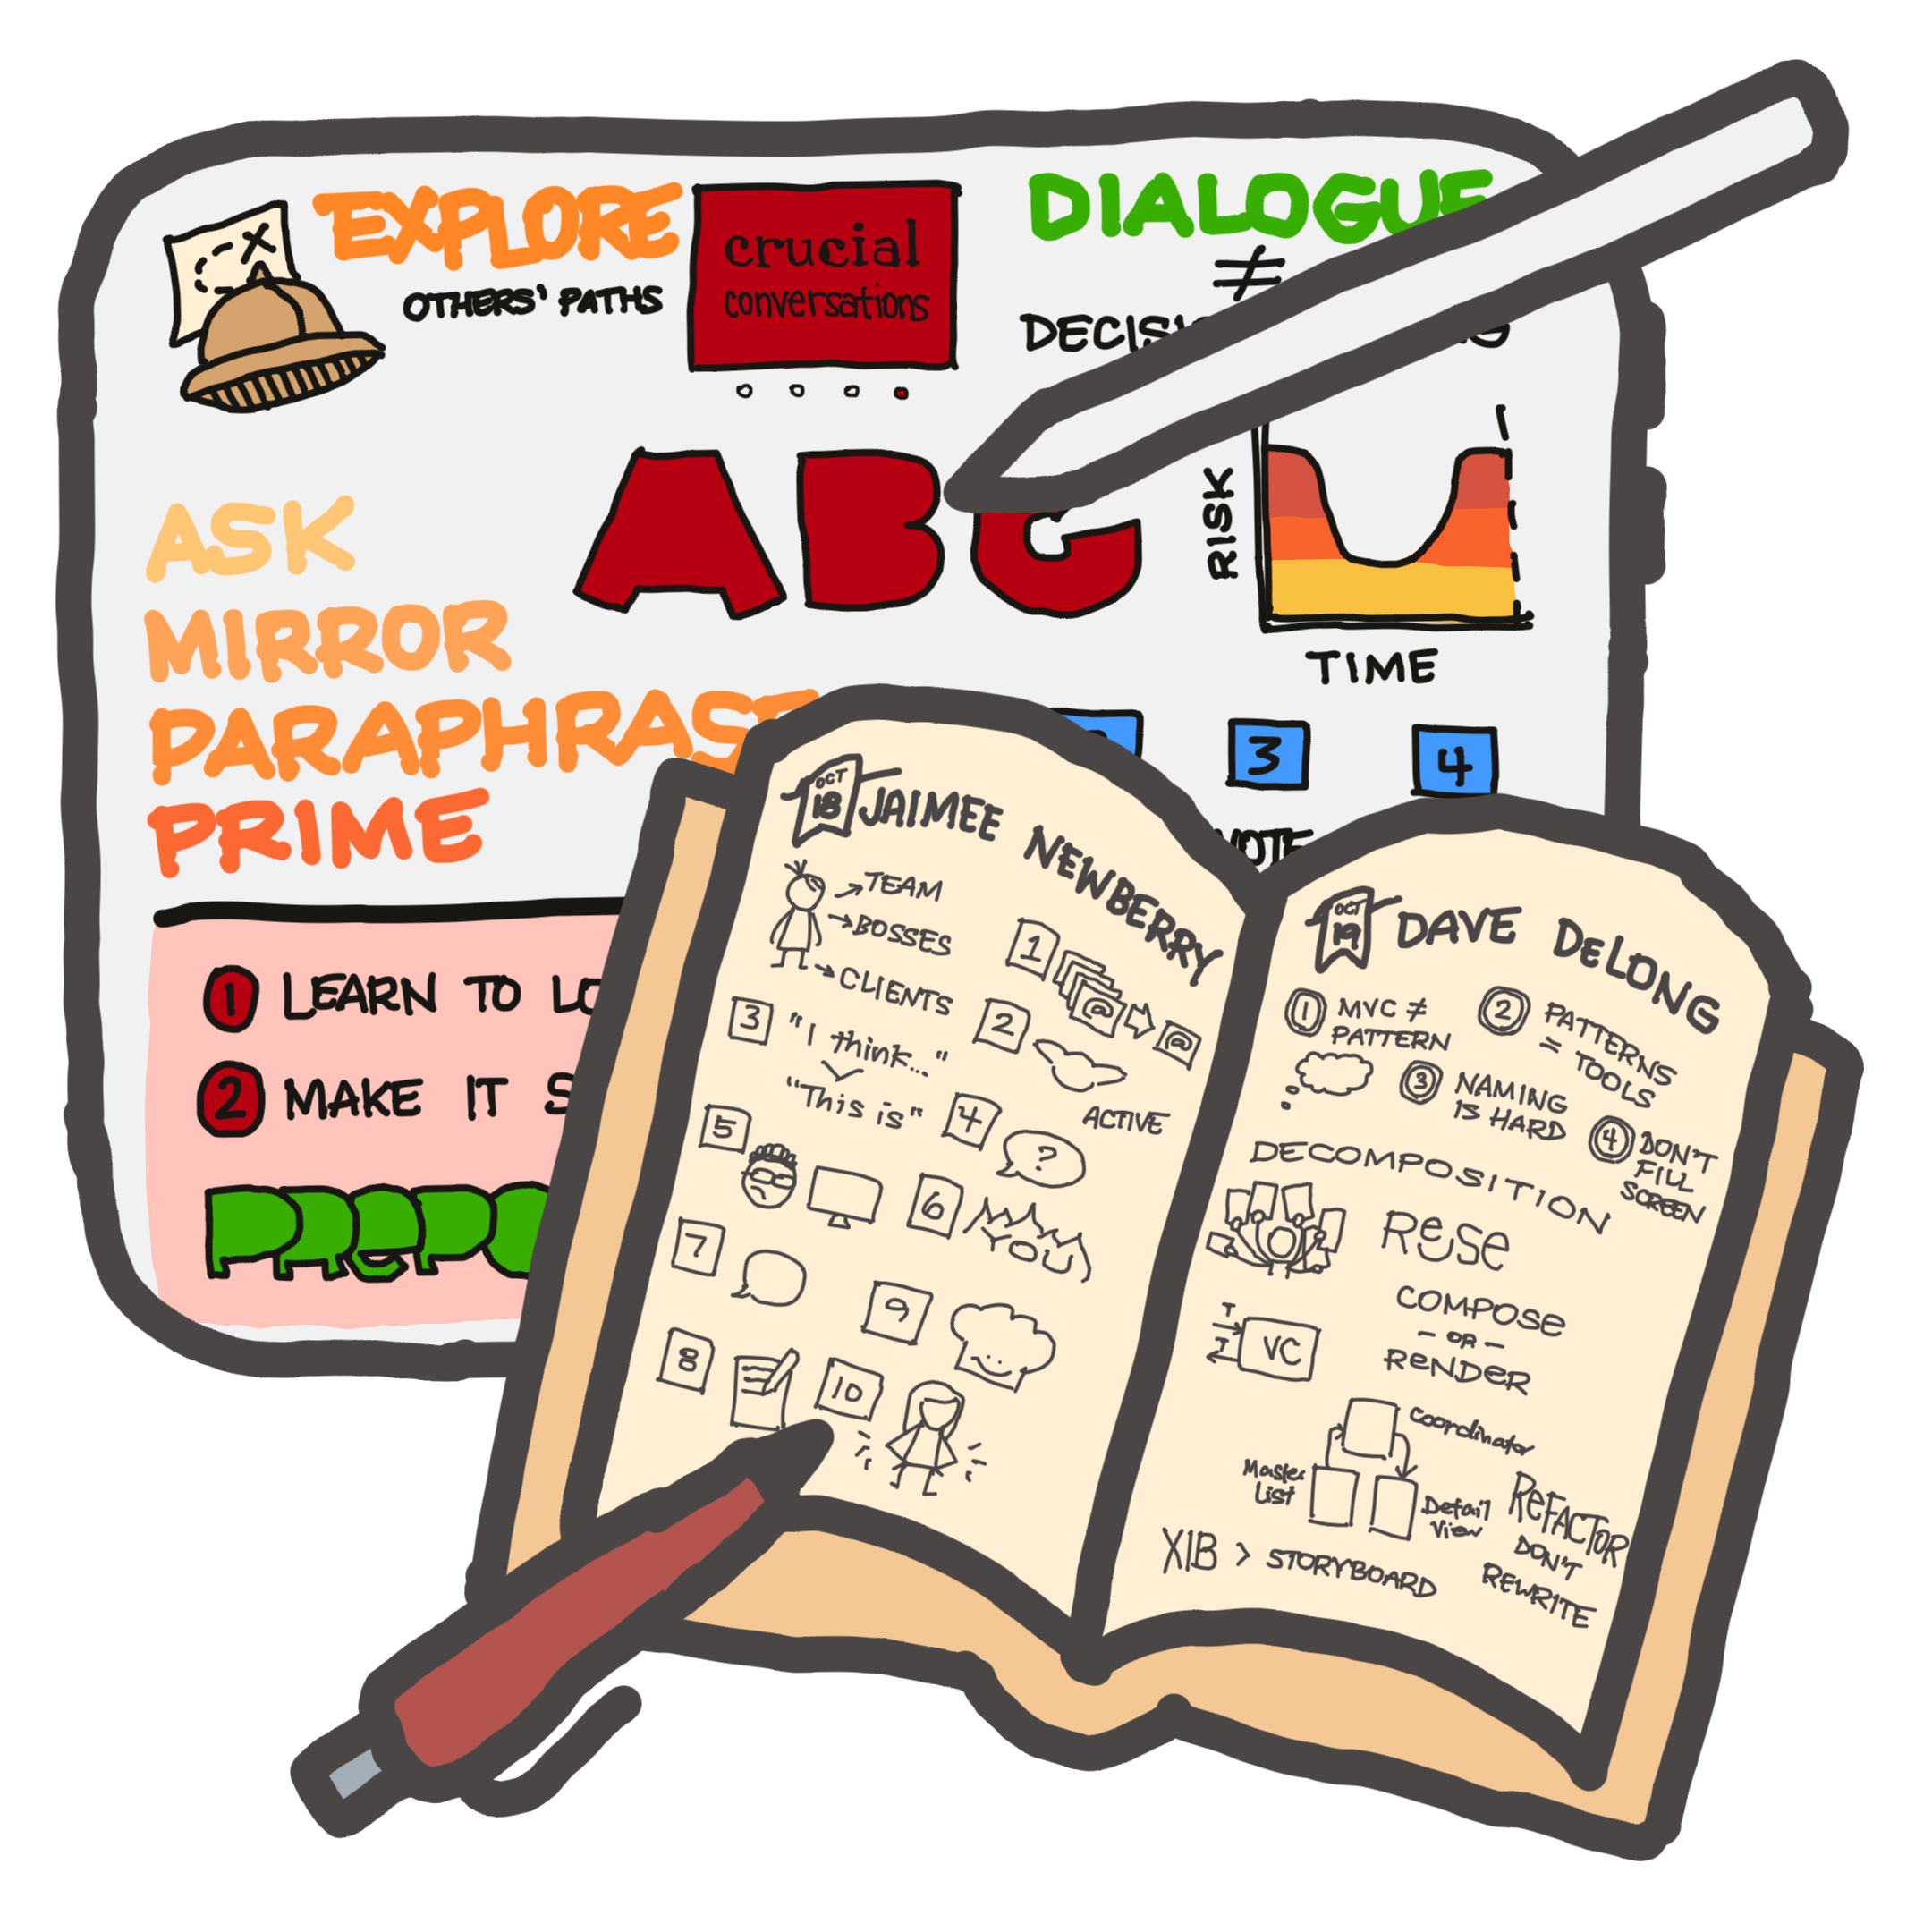 EXPLORE
OTHERS' PATHS
crucial
conversations
DIALOGUE
≠
ABC
RISK
TIME
ASK
MIRROR
PARAPHRASE
PRIME
3
4
1 LEARN TO
2 MAKE IT
OCT
18
JAIMEE NEWBERRY
→TEAM
→BOSSES
→CLIENTS
1
@
@
2
3
"I think..."
"This is"
4
ACTIVE
?
5
6
YOU
7
8
9
10
OCT
19
DAVE DeLONG
1 MVC ≠
PATTERN
2 PATTERNS
= TOOLS
3 NAMING
IS HARD
4 DON'T
FILL
SCREEN
DECOMPOSITION
ReUSe
COMPOSe
- OR -
ReNDeR
T
T
VC
Coordinator
Master
List
Detail
View
ReFACTOR
DON'T
REWRITE
XIB > STORYBOARD